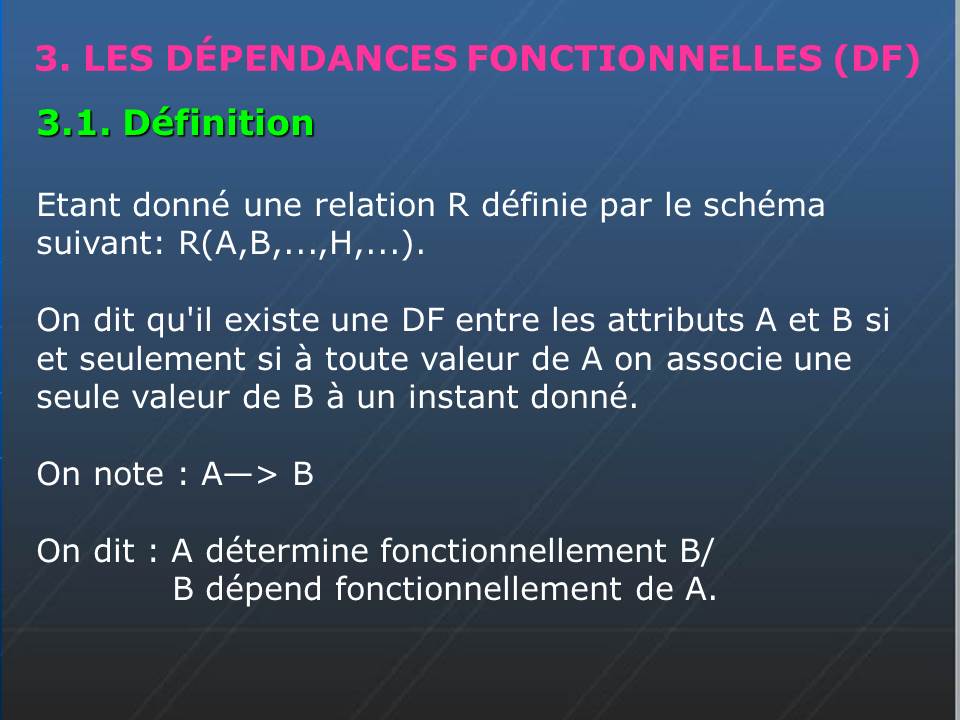 3. LES DÉPENDANCES FONCTIONNELLES (DF)
3.1. Définition
Etant donné une relation R définie par le schéma
suivant: R(A,B,...,H,...).
On dit qu'il existe une DF entre les attributs A et B si
et seulement si à toute valeur de A on associe une
seule valeur de B à un instant donné.
On note : A—> B
On dit : A détermine fonctionnellement B/
B dépend fonctionnellement de A.